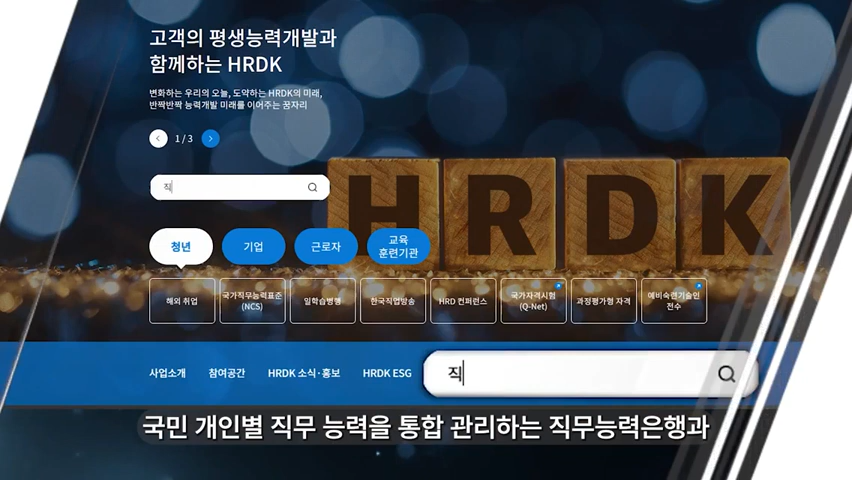 고객의 평생능력개발과
함께하는 HRDK
변화하는 우리의 오늘, 도약하는 HRDK의 미래,
반짝반짝 능력개발 미래를 이어주는 꿈자리
1 / 3
직
HRDK
청년
기업
근로자
교육
훈련기관
해외 취업
국가직무능력표준
(NCS)
일학습병행
한국직업방송
HRD 컨퍼런스
국가자격시험
(Q-Net)
과정평가형 자격
예비숙련기술인
전수
사업소개
참여공간
HRDK 소식·홍보
HRDK ESG
직
국민 개인별 직무 능력을 통합 관리하는 직무능력은행과